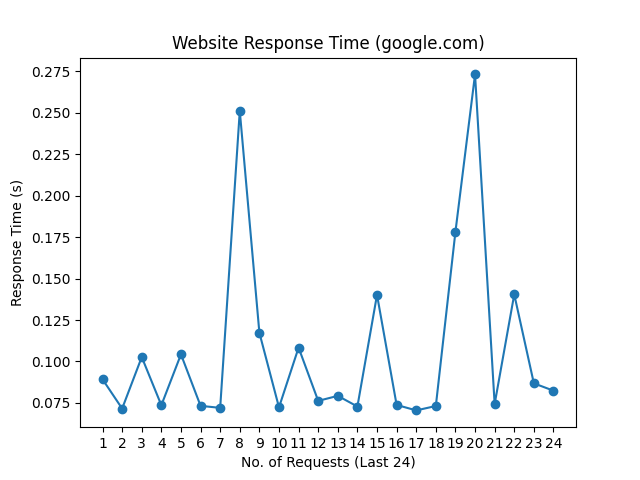 Website Response Time (google.com)
0.275
0.250
0.225
0.200
0.175
0.150
0.125
0.100
0.075
Response Time (s)
1 2 3 4 5 6 7 8 9 10 11 12 13 14 15 16 17 18 19 20 21 22 23 24
No. of Requests (Last 24)